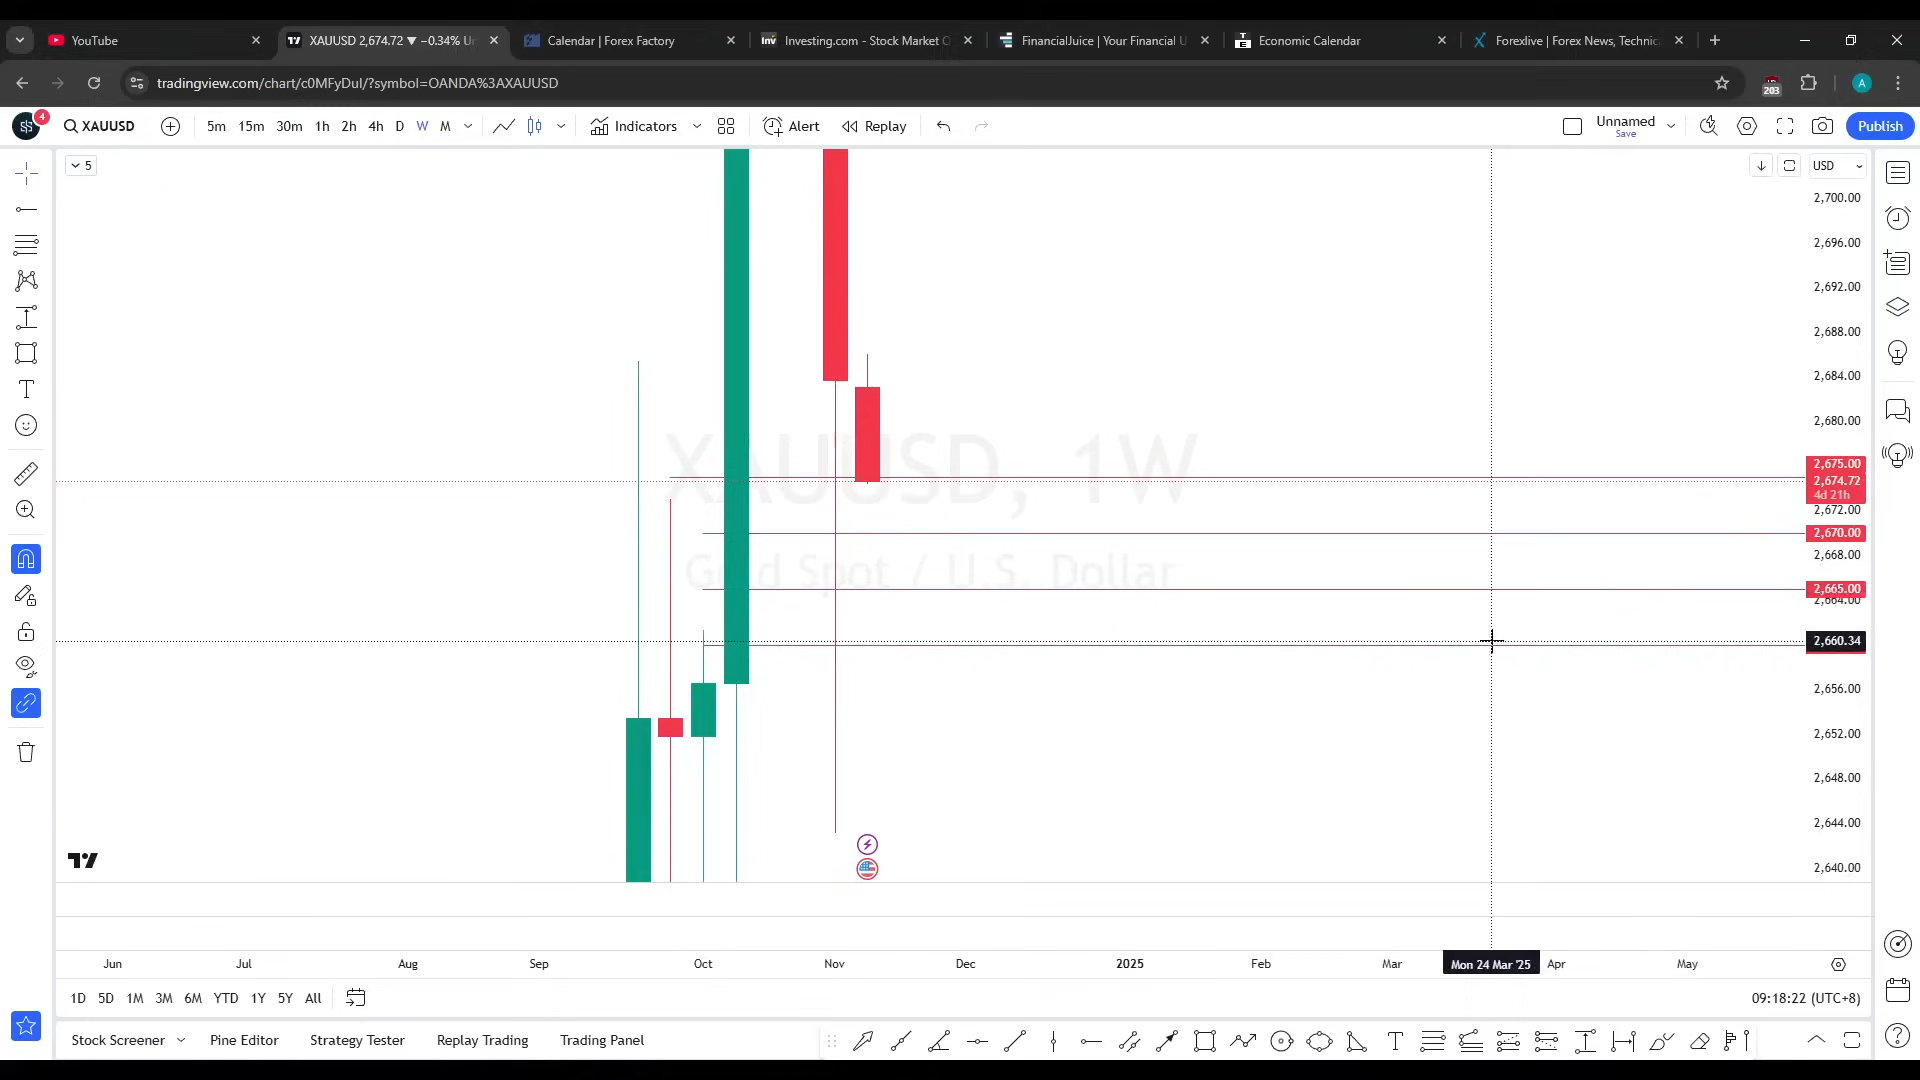 YouTube
XAUUSD 2,674.72 ▼ −0.34% Un
Calendar | Forex Factory
Investing.com - Stock Market Q
FinancialJuice | Your Financial
Economic Calendar
Forexlive | Forex News, Technic
tradingview.com/chart/c0MFyDuI/?symbol=OANDA%3AXAUUSD
203
A
4
XAUUSD
5m 15m 30m 1h 2h 4h D W M
Indicators
Alert
Replay
Unnamed
Save
Publish
5
USD
2,700.00
2,696.00
2,692.00
2,688.00
2,684.00
2,680.00
2,675.00
2,674.72
4d 21h
2,672.00
2,670.00
2,668.00
2,665.00
2,664.00
2,660.34
2,656.00
2,652.00
2,648.00
2,644.00
2,640.00
XAUUSD, 1W
Gold Spot / U.S. Dollar
Jun Jul Aug Sep Oct Nov Dec 2025 Feb Mar Mon 24 Mar '25 Apr May
1D 5D 1M 3M 6M YTD 1Y 5Y All
09:18:22 (UTC+8)
Stock Screener Pine Editor Strategy Tester Replay Trading Trading Panel